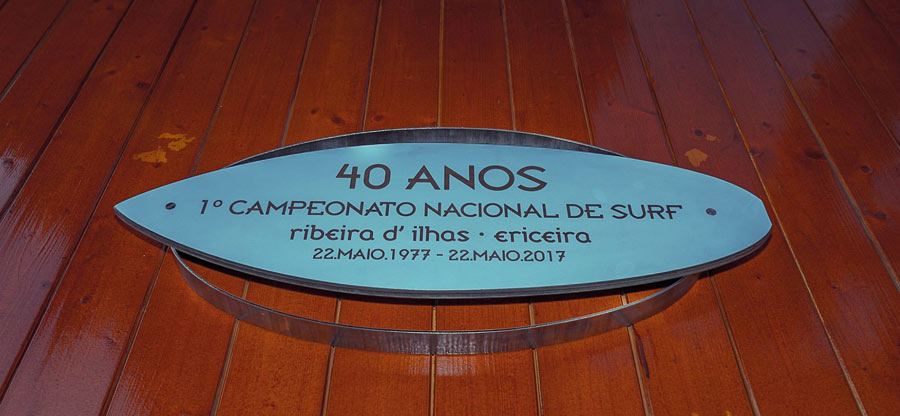 40 ANOS
1º CAMPEONATO NACIONAL DE SURF
ribeira d' ilhas · ericeira
22.MAIO.1977 - 22.MAIO.2017